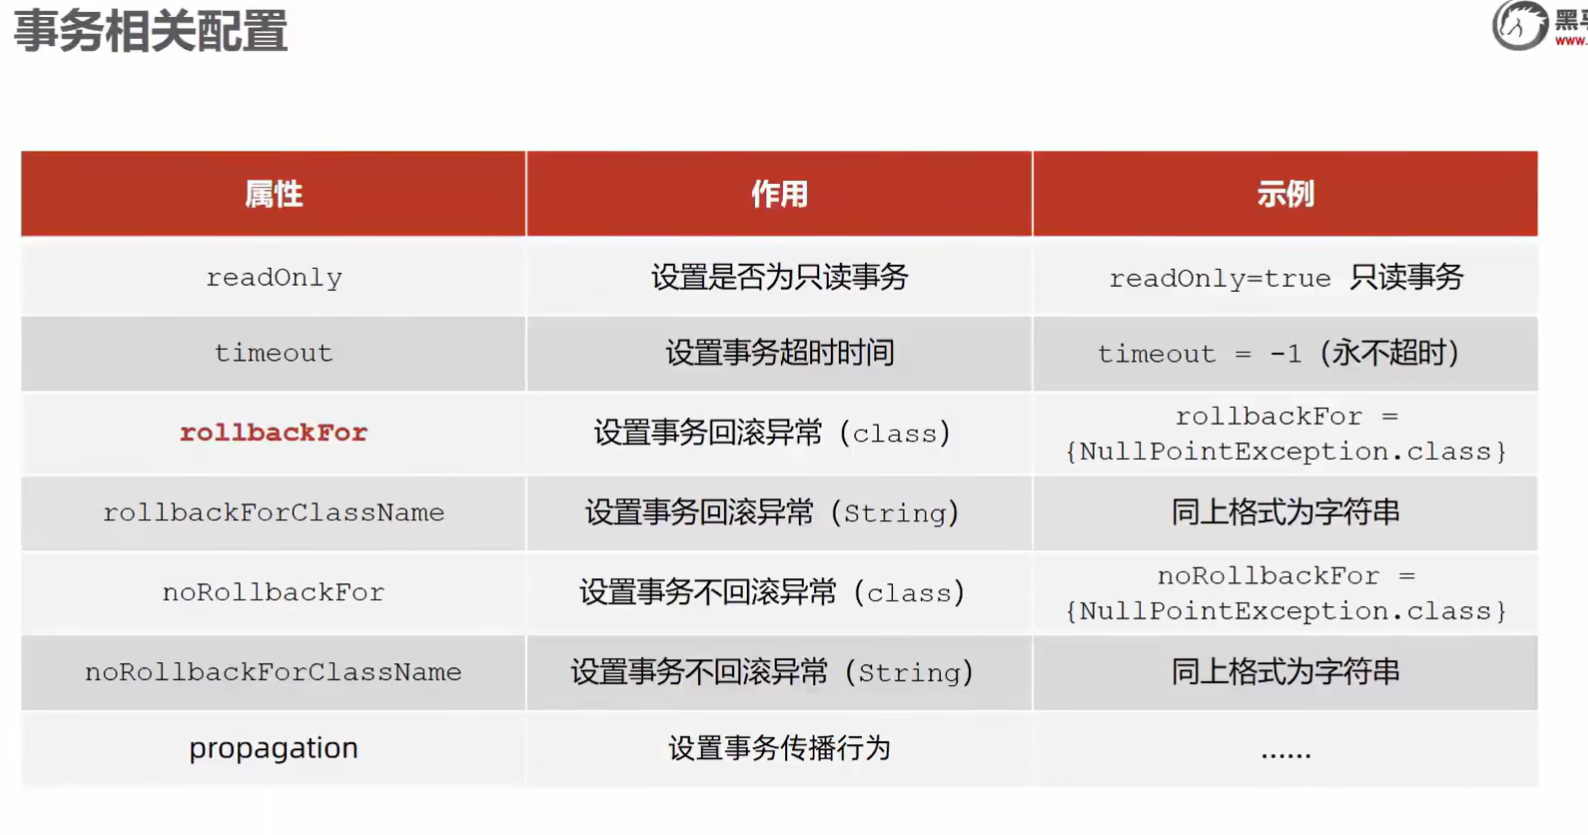 事务相关配置
黑
www.
属性 作用 示例
readOnly 设置是否为只读事务 readOnly=true 只读事务
timeout 设置事务超时时间 timeout = -1（永不超时）
rollbackFor 设置事务回滚异常（class） rollbackFor =
{NullPointException.class}
rollbackForClassName 设置事务回滚异常（String） 同上格式为字符串
noRollbackFor 设置事务不回滚异常（class） noRollbackFor =
{NullPointException.class}
noRollbackForClassName 设置事务不回滚异常（String） 同上格式为字符串
propagation 设置事务传播行为 ......